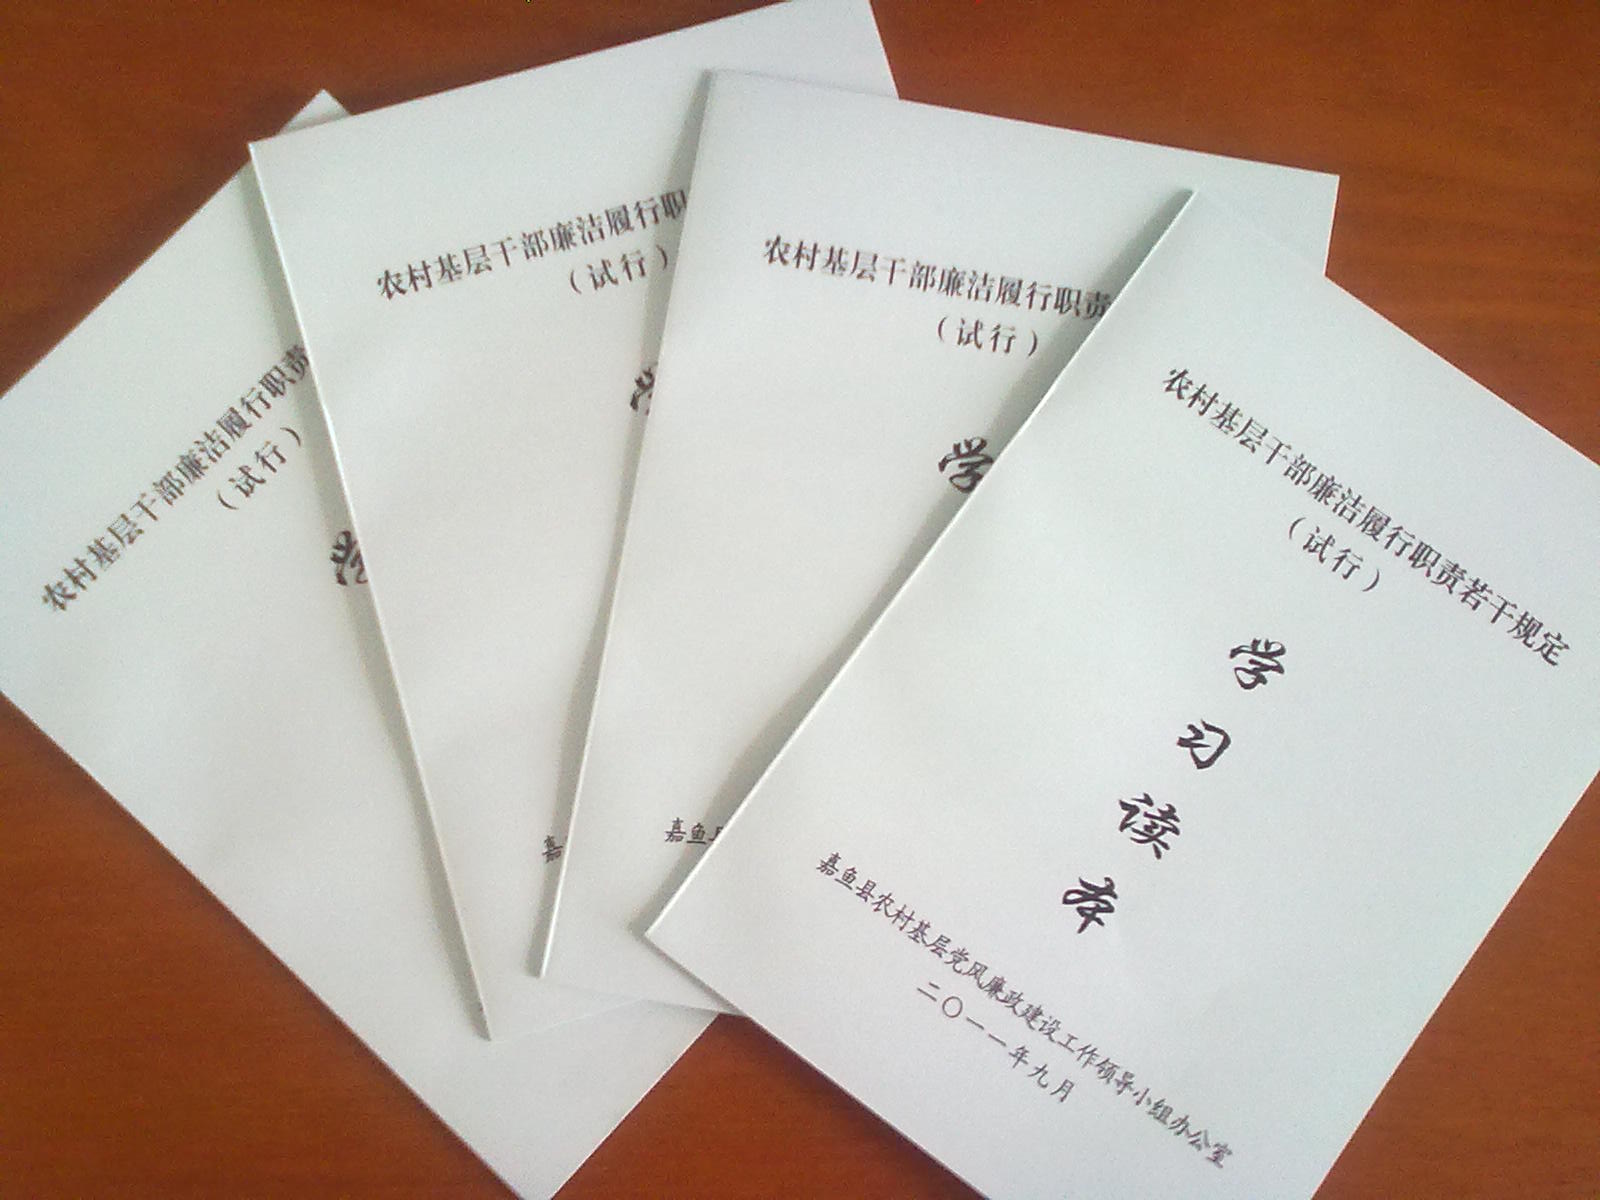 农村基层干部廉洁履行职责
（试行）
学
农村基层干部廉洁履行职
（试行）
学
嘉
农村基层干部廉洁履行职责
（试行）
学
嘉鱼
农村基层干部廉洁履行职责若干规定
（试行）
学
习
读
本
嘉鱼县农村基层党风廉政建设工作领导小组办公室
二〇一一年九月